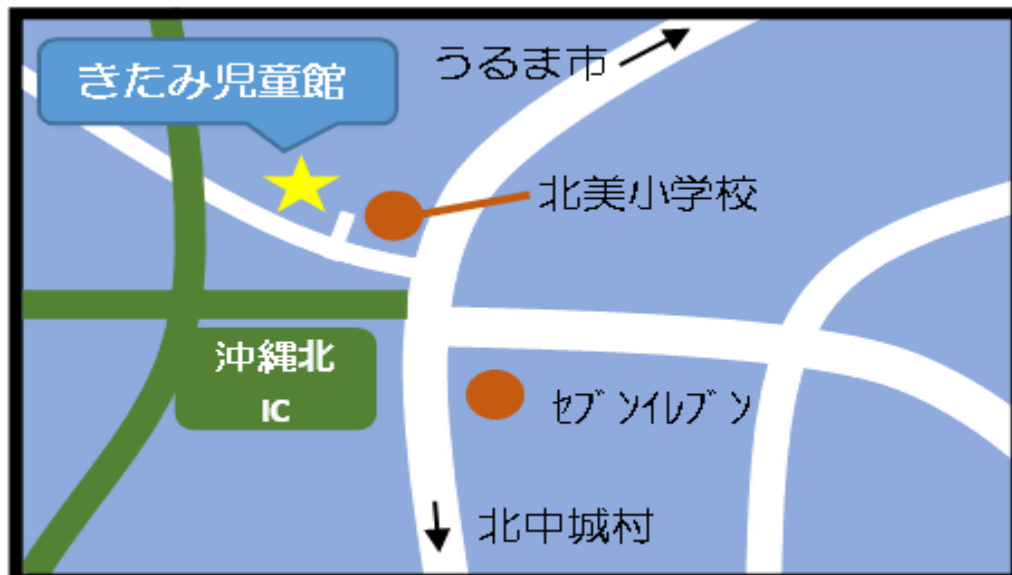 きたみ児童館
うるま市
北美小学校
沖縄北
IC
ｾﾌﾞﾝｲﾚﾌﾞﾝ
北中城村